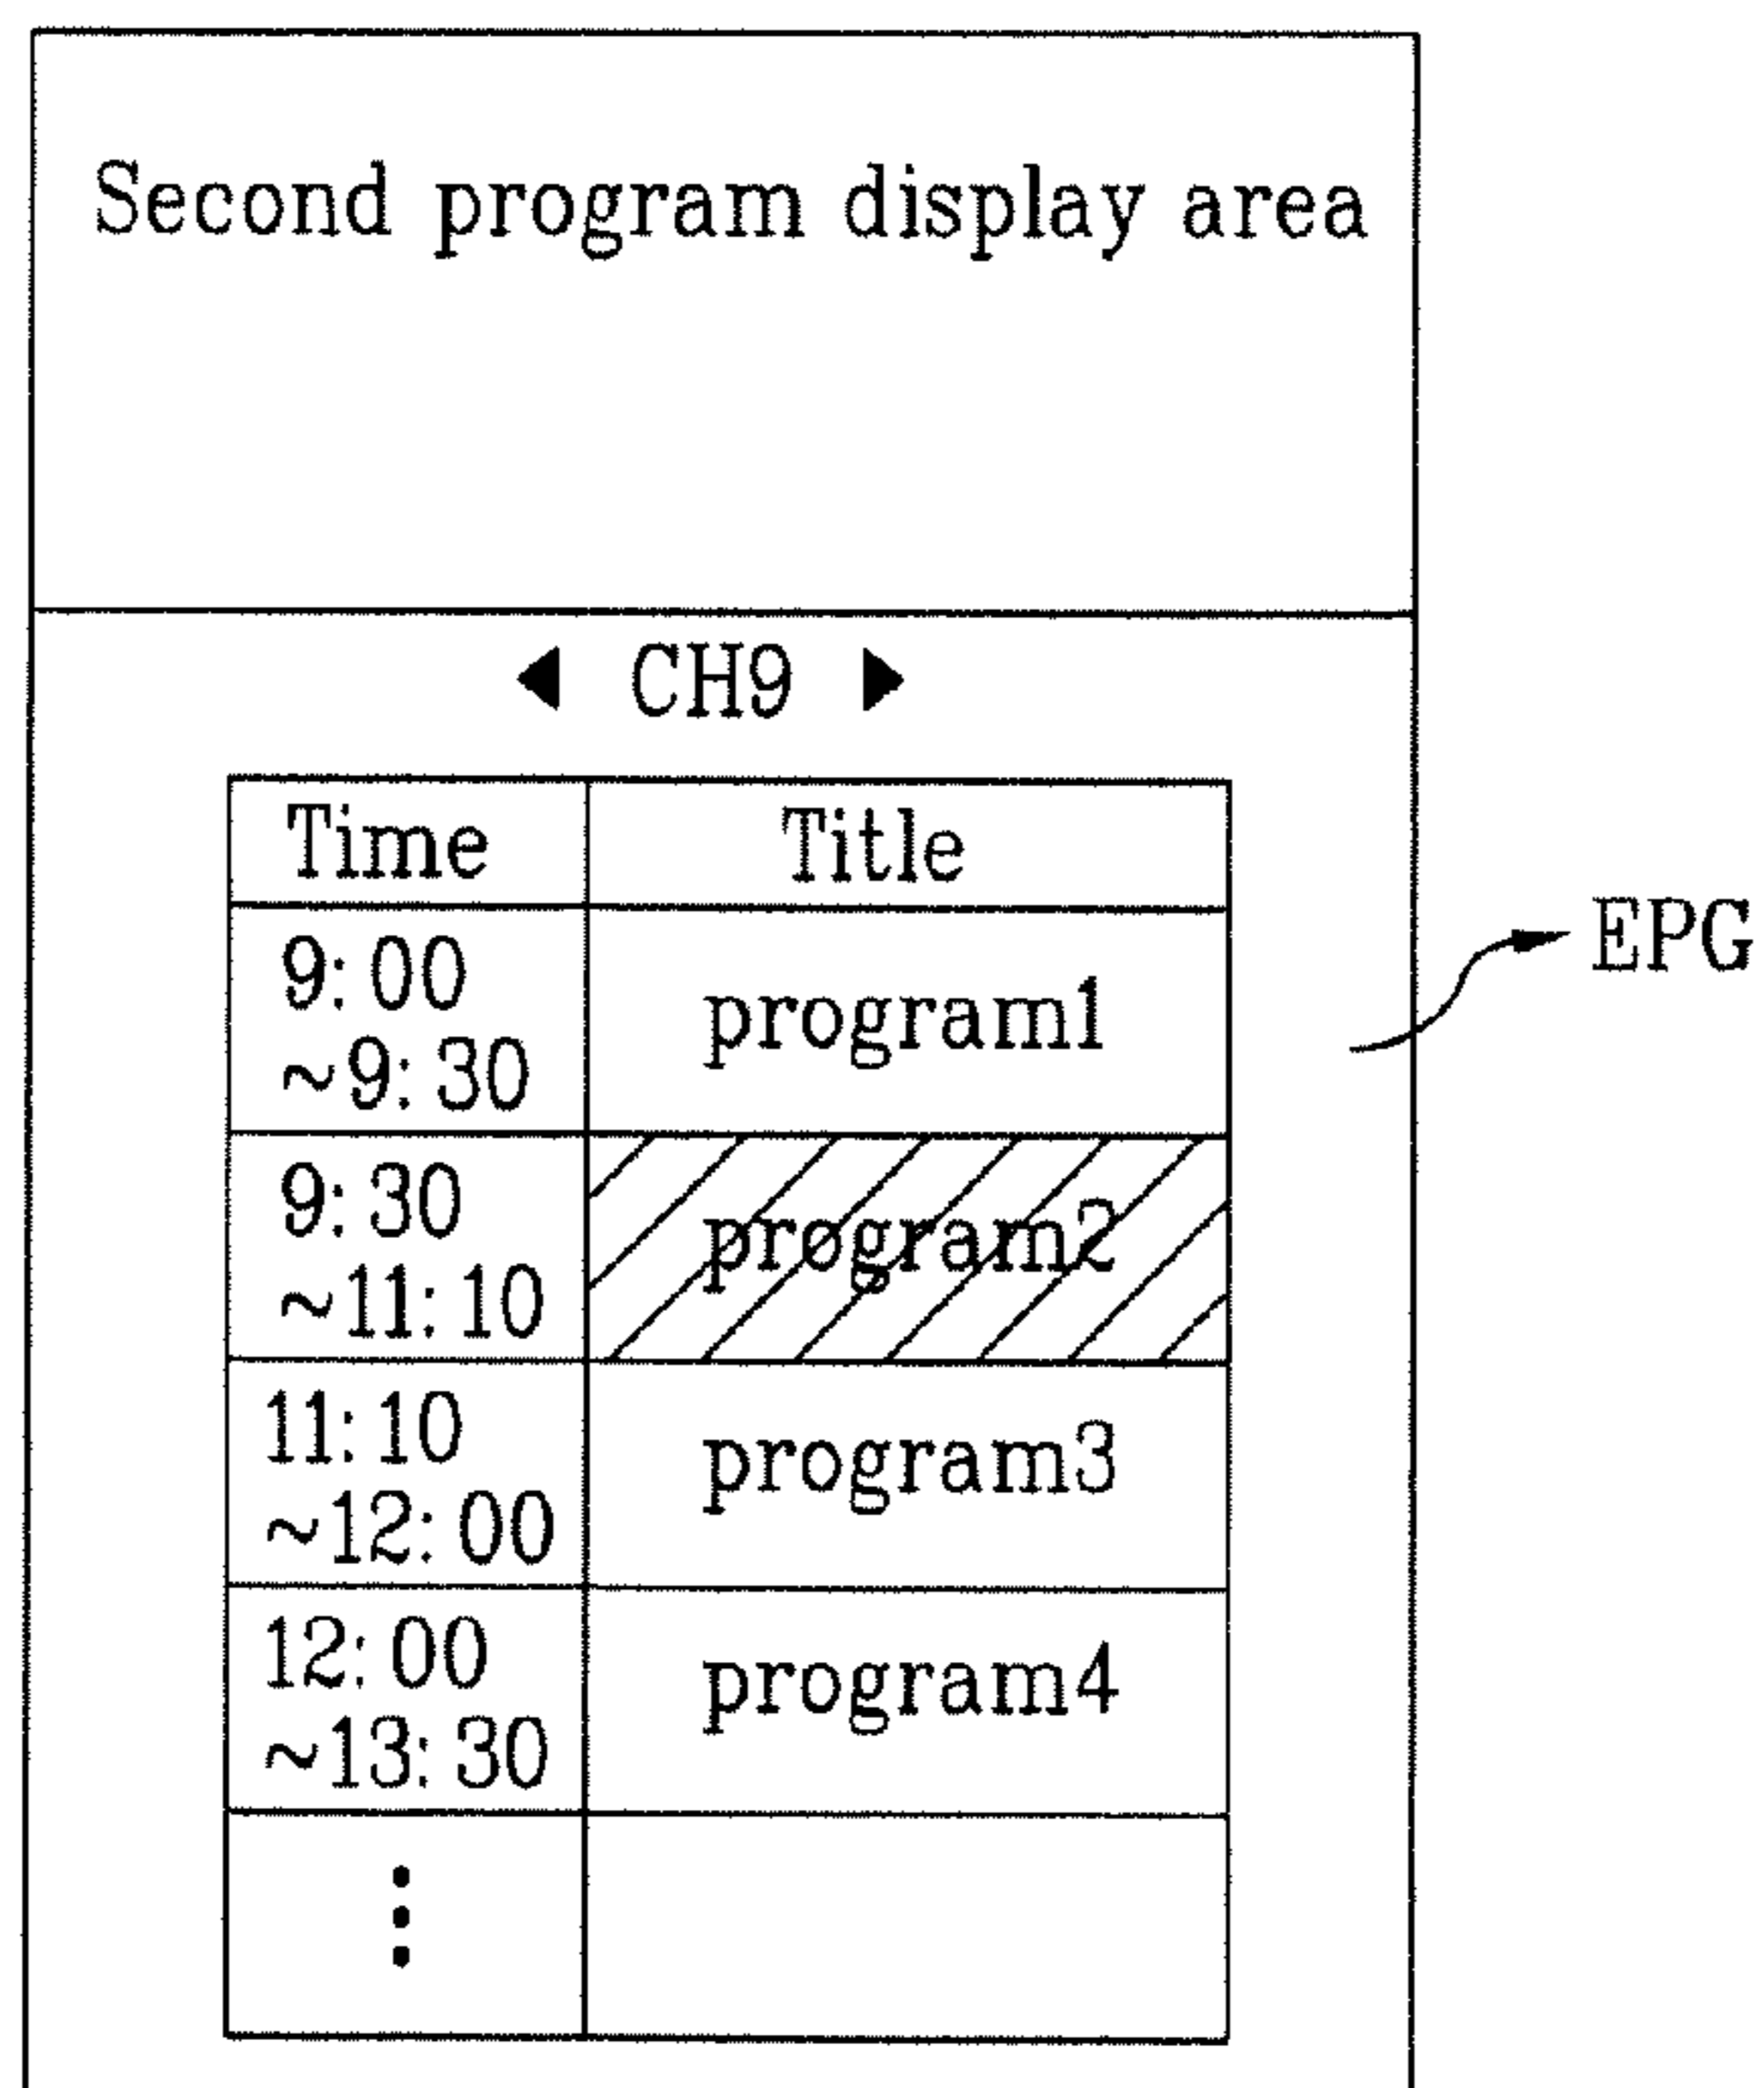 Second program display area
◀ CH9 ▶
Time Title
9:00
~9:30
program1
9:30
~11:10
program2
11:10
~12:00
program3
12:00
~13:30
program4
EPG